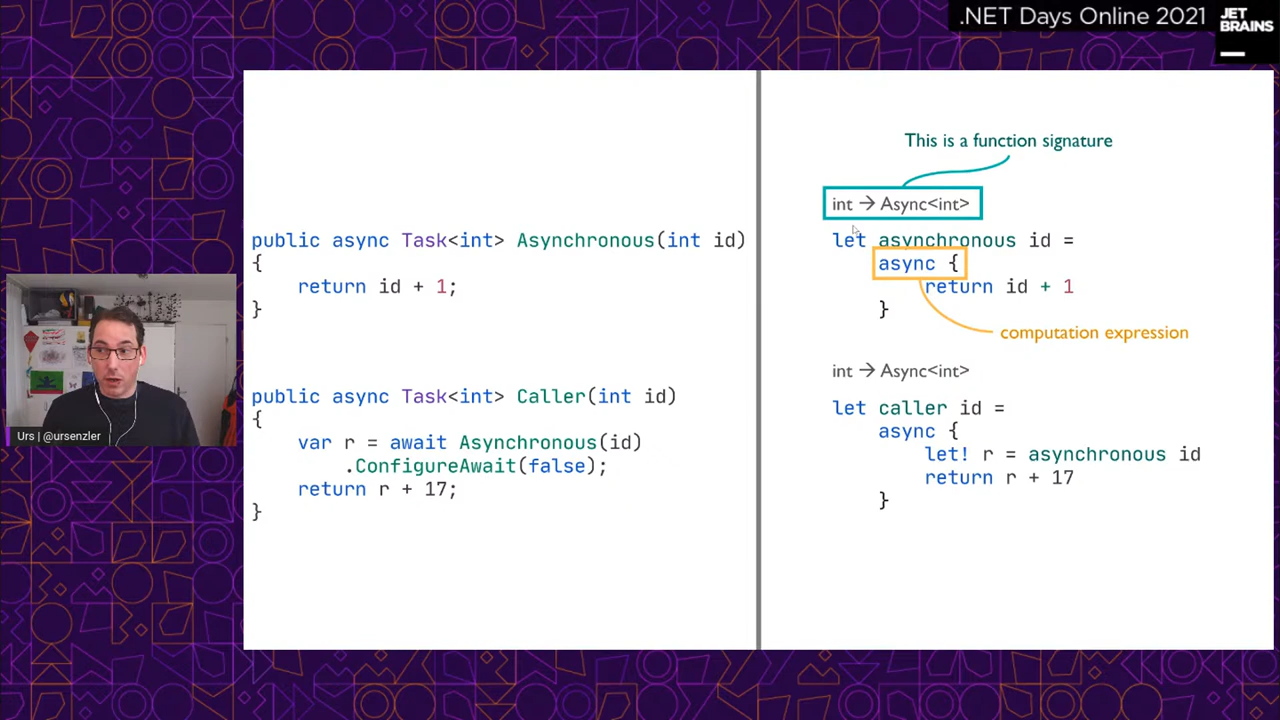 .NET Days Online 2021
JET
BRAINS
public async Task<int> Asynchronous(int id)
{
return id + 1;
}
public async Task<int> Caller(int id)
{
var r = await Asynchronous(id)
.ConfigureAwait(false);
return r + 17;
}
This is a function signature
int → Async<int>
let asynchronous id =
async {
return id + 1
}
computation expression
int → Async<int>
let caller id =
async {
let! r = asynchronous id
return r + 17
}
Urs | @ursenzler